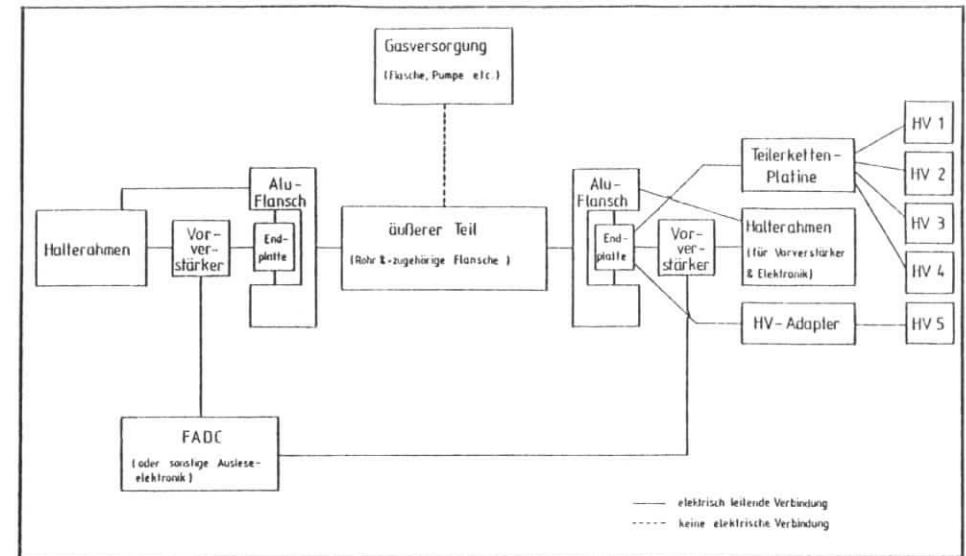 Gasversorgung
(Flasche, Pumpe etc.)
HV 1
Teilerketten-
Platine
HV 2
Alu-
Flansch
Alu-
Flansch
Halterahmen
Vor-
ver-
stärker
End-
platte
äußerer Teil
(Rohr &-zugehörige Flansche)
End-
platte
Vor-
ver-
stärker
Halterahmen
(für Vorverstärker
& Elektronik)
HV 3
HV 4
HV-Adapter
HV 5
FADC
(oder sonstige Auslese-
elektronik)
elektrisch leitende Verbindung
keine elektrische Verbindung